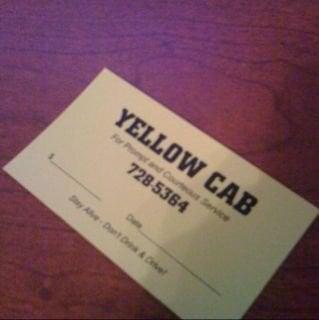 YELLOW CAB
For Prompt and Courteous Service
728-5364
$
Date
Stay Alive - Don't Drink & Drive!